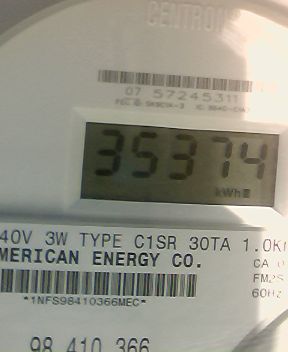 CENTRON
07 57245311
35374
kWh
40V 3W TYPE C1SR 30TA 1.0K
MERICAN ENERGY CO.
CA 0
FM2S
60Hz
*1NFS98410366MEC*
98 410 366